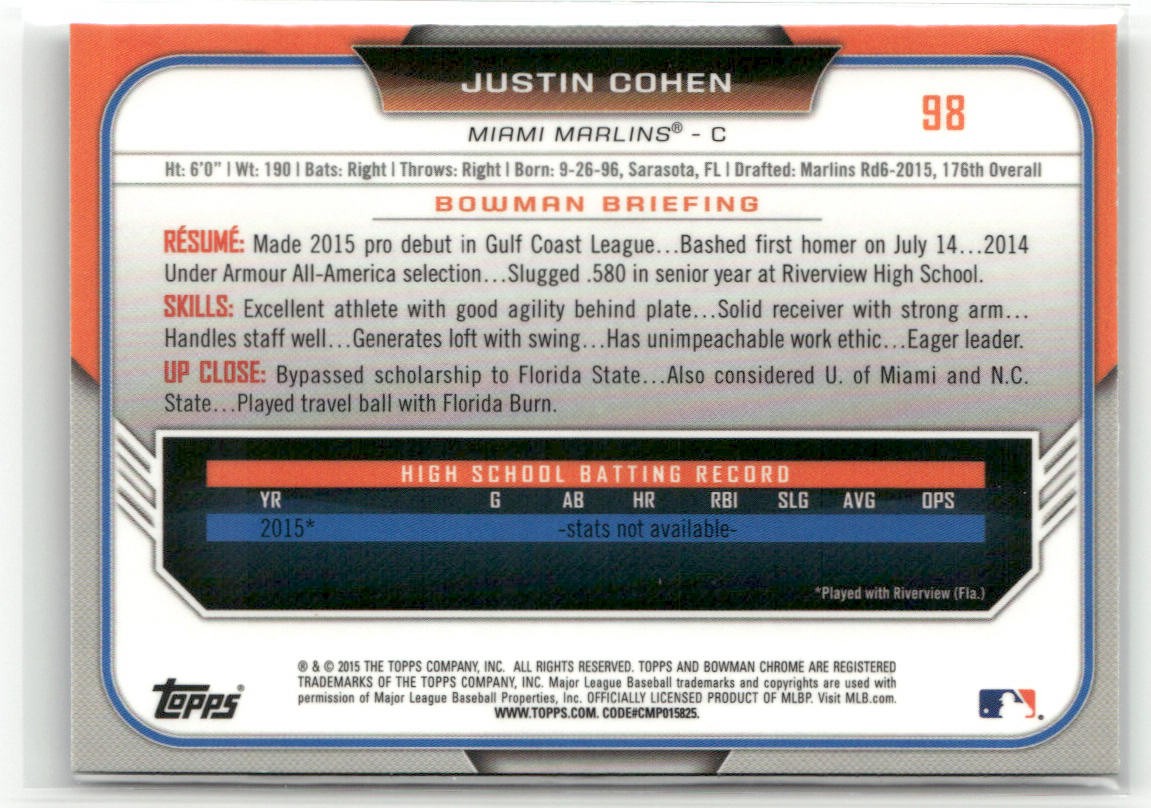 JUSTIN COHEN
98
MIAMI MARLINS® - C
Ht: 6'0" | Wt: 190 | Bats: Right | Throws: Right | Born: 9-26-96, Sarasota, FL | Drafted: Marlins Rd6-2015, 176th Overall
BOWMAN BRIEFING
RÉSUMÉ: Made 2015 pro debut in Gulf Coast League...Bashed first homer on July 14...2014
Under Armour All-America selection...Slugged .580 in senior year at Riverview High School.
SKILLS: Excellent athlete with good agility behind plate...Solid receiver with strong arm...
Handles staff well...Generates loft with swing...Has unimpeachable work ethic...Eager leader.
UP CLOSE: Bypassed scholarship to Florida State...Also considered U. of Miami and N.C.
State...Played travel ball with Florida Burn.
HIGH SCHOOL BATTING RECORD
YR G AB HR RBI SLG AVG OPS
2015* -stats not available-
*Played with Riverview (Fla.)
® & © 2015 THE TOPPS COMPANY, INC. ALL RIGHTS RESERVED. TOPPS AND BOWMAN CHROME ARE REGISTERED
TRADEMARKS OF THE TOPPS COMPANY, INC. Major League Baseball trademarks and copyrights are used with
permission of Major League Baseball Properties, Inc. OFFICIALLY LICENSED PRODUCT OF MLBP. Visit MLB.com.
WWW.TOPPS.COM. CODE#CMP015825.
TOPPS®